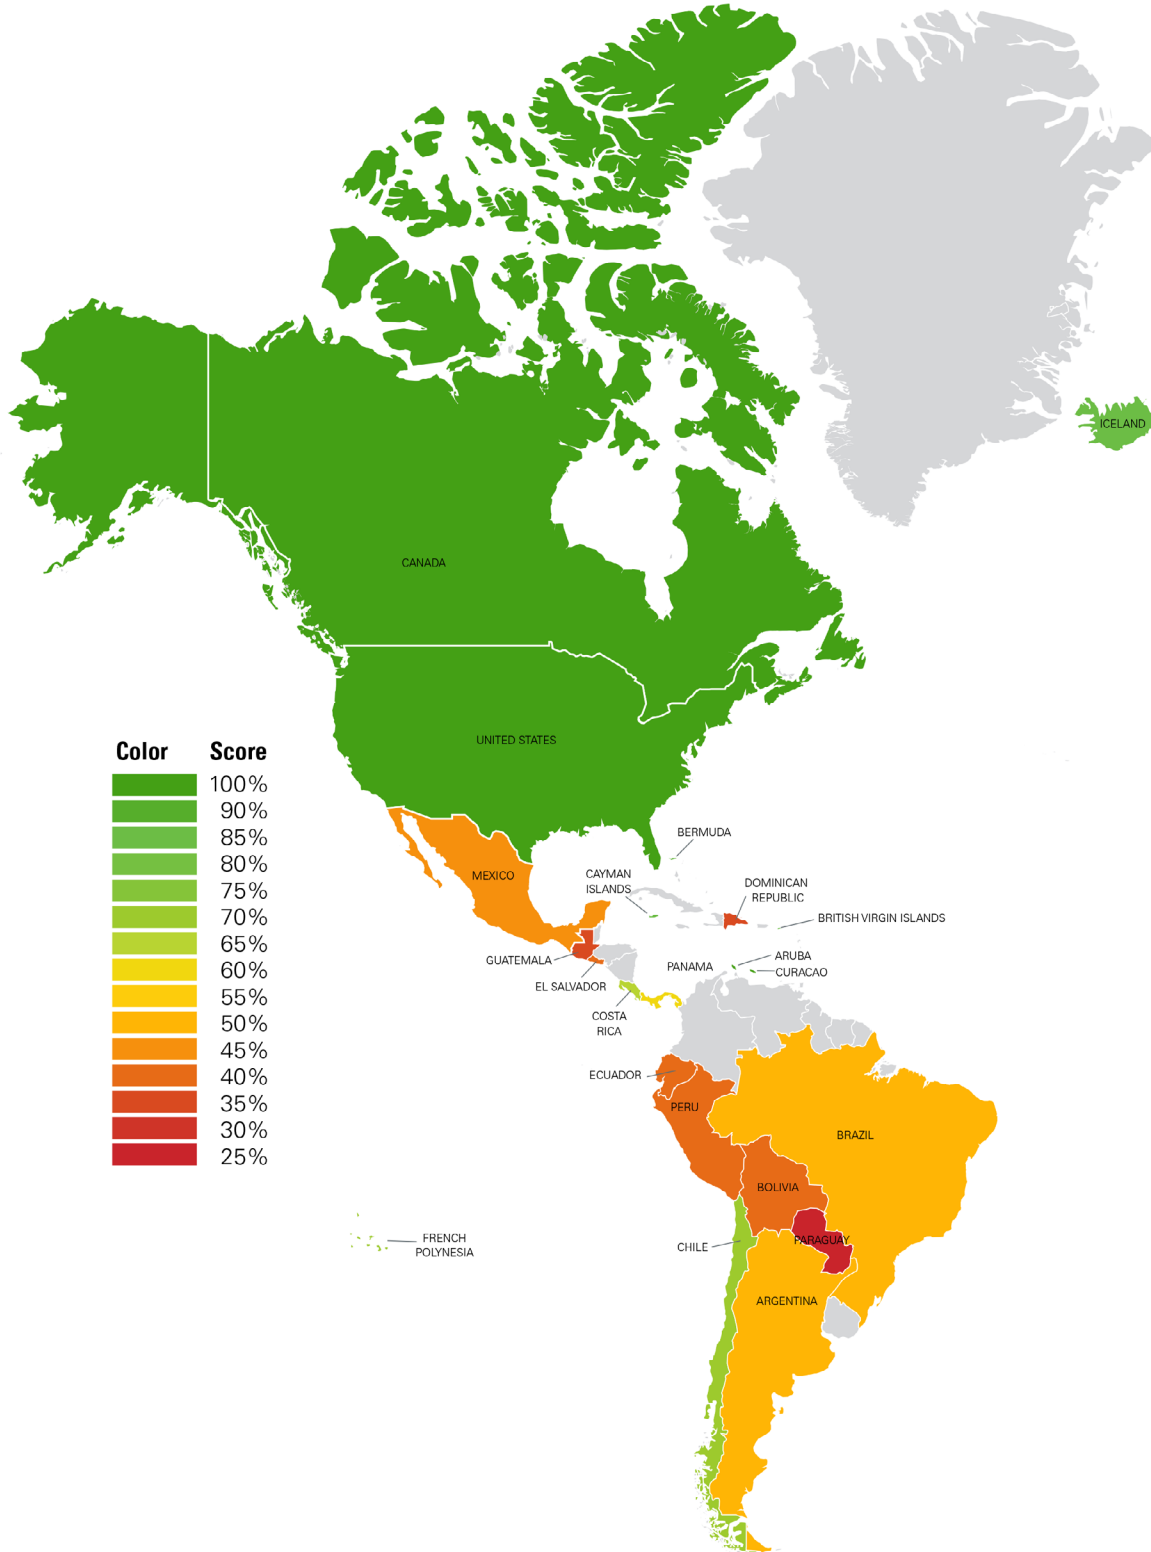 ICELAND
CANADA
UNITED STATES
Color Score
100%
90%
85%
80%
75%
70%
65%
60%
55%
50%
45%
40%
35%
30%
25%
BERMUDA
MEXICO
CAYMAN
ISLANDS
DOMINICAN
REPUBLIC
BRITISH VIRGIN ISLANDS
GUATEMALA
PANAMA
ARUBA
CURACAO
EL SALVADOR
COSTA
RICA
ECUADOR
PERU
BRAZIL
BOLIVIA
FRENCH
POLYNESIA
CHILE
PARAGUAY
ARGENTINA